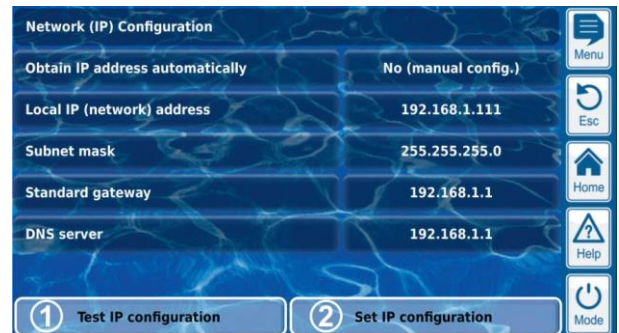 Network (IP) Configuration
Menu
Obtain IP address automatically No (manual config.)
Local IP (network) address 192.168.1.111
Esc
Subnet mask 255.255.255.0
Standard gateway 192.168.1.1
Home
DNS server 192.168.1.1
? Help
1 Test IP configuration 2 Set IP configuration
Mode